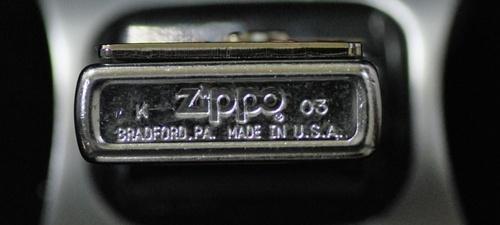 K Zippo® 03
BRADFORD, PA. MADE IN U.S.A.